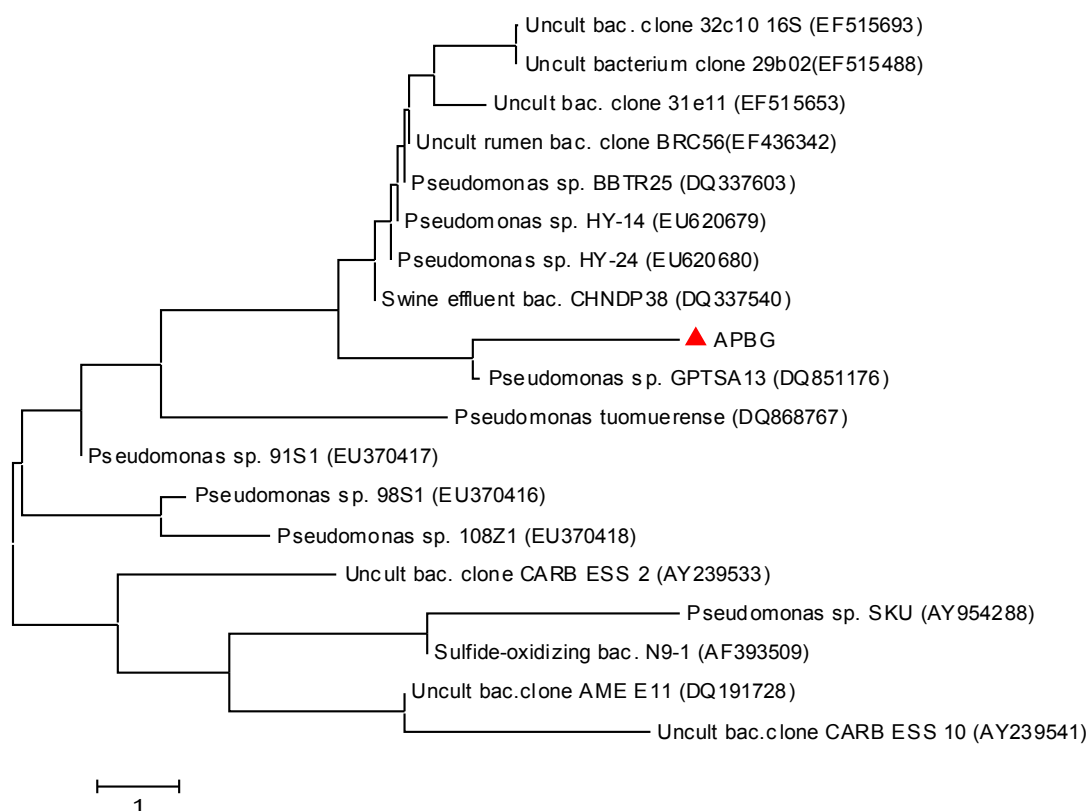 Uncult bac. clone 32c10 16S (EF515693)
Uncult bacterium clone 29b02(EF515488)
Uncult bac. clone 31e11 (EF515653)
Uncult rumen bac. clone BRC56(EF436342)
Pseudomonas sp. BBTR25 (DQ337603)
Pseudomonas sp. HY-14 (EU620679)
Pseudomonas sp. HY-24 (EU620680)
Swine effluent bac. CHNDP38 (DQ337540)
APBG
Pseudomonas sp. GPTSA13 (DQ851176)
Pseudomonas tuomuerense (DQ868767)
Pseudomonas sp. 91S1 (EU370417)
Pseudomonas sp. 98S1 (EU370416)
Pseudomonas sp. 108Z1 (EU370418)
Uncult bac. clone CARB ESS 2 (AY239533)
Pseudomonas sp. SKU (AY954288)
Sulfide-oxidizing bac. N9-1 (AF393509)
Uncult bac.clone AME E11 (DQ191728)
Uncult bac.clone CARB ESS 10 (AY239541)
1